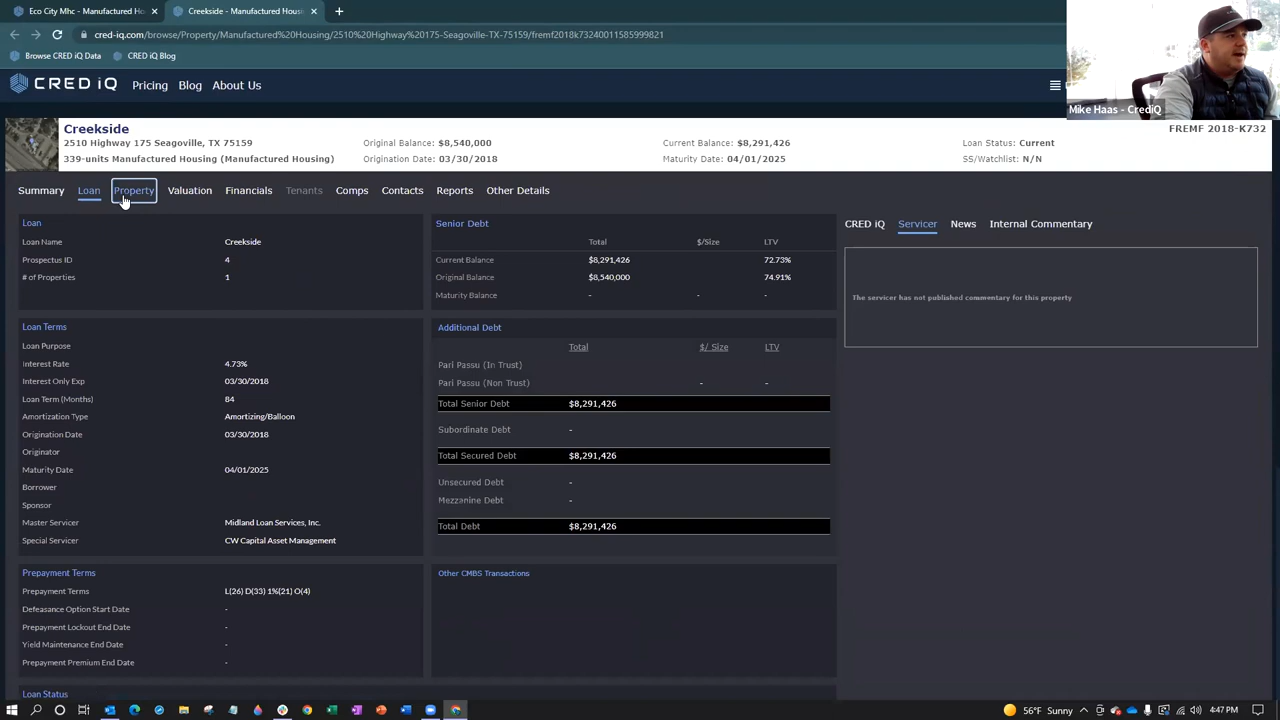 Eco City Mhc - Brownwood - Man
Creekside - Seagoville - Manufac
cred-iq.com/browse/Property/Manufactured Housing/2510%20Highway%20175-Seagoville-TX-75159/fremf2018k73240011585999821
CRED iQ Data
CRED iQ Blog
CRED iQ Pricing Blog About Us
Mike Haas - CrediQ
Creekside
FREMF 2018-K732
2510 Highway 175 Seagoville, TX 75159 Original Balance: $8,540,000 Current Balance: $8,291,426 Loan Status: Current
339-units Manufactured Housing (Manufactured Housing) Origination Date: 03/30/2018 Maturity Date: 04/01/2025 SS/Watchlist: N/N
Summary Loan Property Valuation Financials Tenants Comps Contacts Reports Other Details
Loan
Loan Name Creekside
Prospectus ID 4
# of Properties 1
Loan Terms
Loan Purpose
Interest Rate 4.73%
Interest Only Exp 03/30/2018
Loan Term (Months) 84
Amortization Type Amortizing/Balloon
Origination Date 03/30/2018
Originator
Maturity Date 04/01/2025
Borrower
Sponsor
Master Servicer Midland Loan Services, Inc.
Special Servicer CW Capital Asset Management
Prepayment Terms
Prepayment Terms L(26) D(33) 1%(21) O(4)
Defeasance Option Start Date -
Prepayment Lockout End Date -
Yield Maintenance End Date -
Prepayment Premium End Date -
Loan Status
Senior Debt
Total $/Size LTV
Current Balance $8,291,426 72.73%
Original Balance $8,540,000 74.91%
Maturity Balance - - -
Additional Debt
Total $/ Size LTV
Pari Passu (In Trust)
Pari Passu (Non Trust) - -
Total Senior Debt $8,291,426
Subordinate Debt -
Total Secured Debt $8,291,426
Unsecured Debt -
Mezzanine Debt -
Total Debt $8,291,426
Other CMBS Transactions
CRED iQ Servicer News Internal Commentary
The servicer has not published commentary for this property
56°F Sunny 4:47 PM